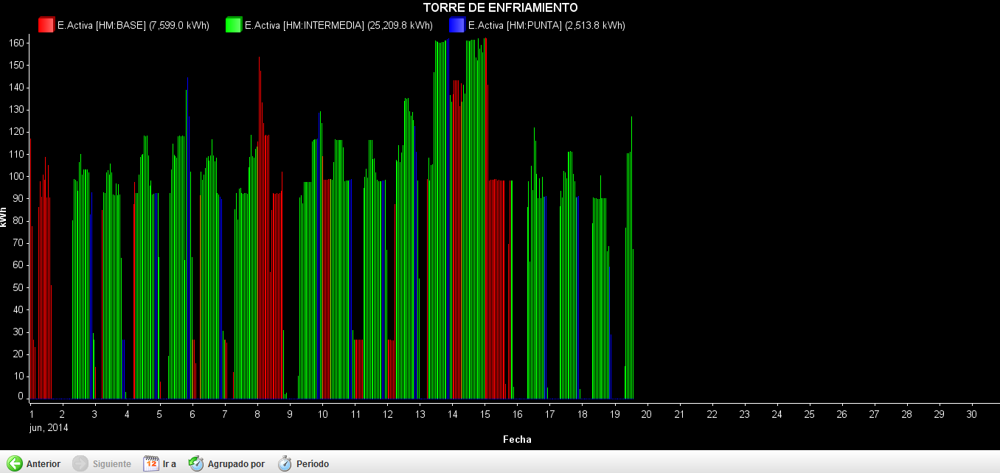 TORRE DE ENFRIAMIENTO
E.Activa [HM:BASE] (7,599.0 kWh) E.Activa [HM:INTERMEDIA] (25,209.8 kWh) E.Activa [HM:PUNTA] (2,513.8 kWh)
160
150
140
130
120
110
100
90
80
70
60
50
40
30
20
10
0
kWh
1 2 3 4 5 6 7 8 9 10 11 12 13 14 15 16 17 18 19 20 21 22 23 24 25 26 27 28 29 30
jun, 2014
Fecha
Anterior Siguiente 12 Ir a Agrupado por Período